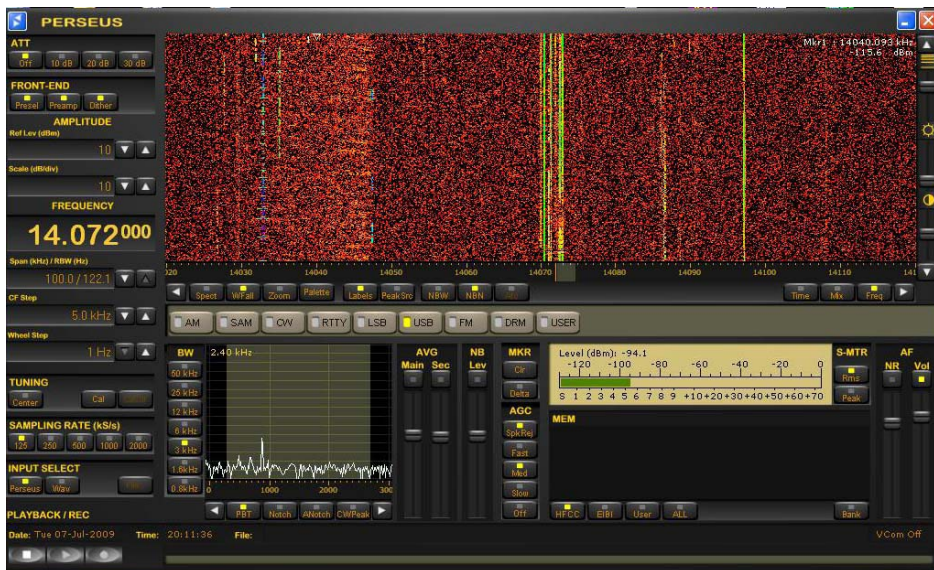 PERSEUS
ATT
Off 10 dB 20 dB 30 dB
FRONT-END
Presel Preamp Dither
AMPLITUDE
Ref Lev (dBm)
10
Scale (dB/div)
10
FREQUENCY
14.072000
Span (kHz) / RBW (Hz)
100.0/122.1
CF Step
5.0 kHz
Wheel Step
1 Hz
TUNING
Center Cal
SAMPLING RATE (kS/s)
125 250 500 1000 2000
INPUT SELECT
Perseus Wav
PLAYBACK / REC
Mkr1 : 14040.093 kHz
-115.6 dBm
020 14030 14040 14050 14060 14070 14080 14090 14100 14110 141
Spect WFall Zoom Palette Labels PeakSrc NBW NBN Time Mix Freq
AM SAM CW RTTY LSB USB FM DRM USER
BW
50 kHz
25 kHz
12 kHz
6 kHz
3 kHz
1.6kHz
0.8kHz
2.40 kHz
0 1000 2000 300
PBT Notch ANotch CWPeak
AVG
Main Sec
NB
Lev
MKR
Clr
Delta
AGC
SpkRej
Fast
Med
Slow
Off
Level (dBm): -94.1
-120 -100 -80 -60 -40 -20 0
S 1 2 3 4 5 6 7 8 9 +10+20+30+40+50+60+70
S-MTR
Rms
Peak
AF
NR Vol
MEM
HFCC EIBI User ALL Bank
Date: Tue 07-Jul-2009 Time: 20:11:36 File: VCom Off